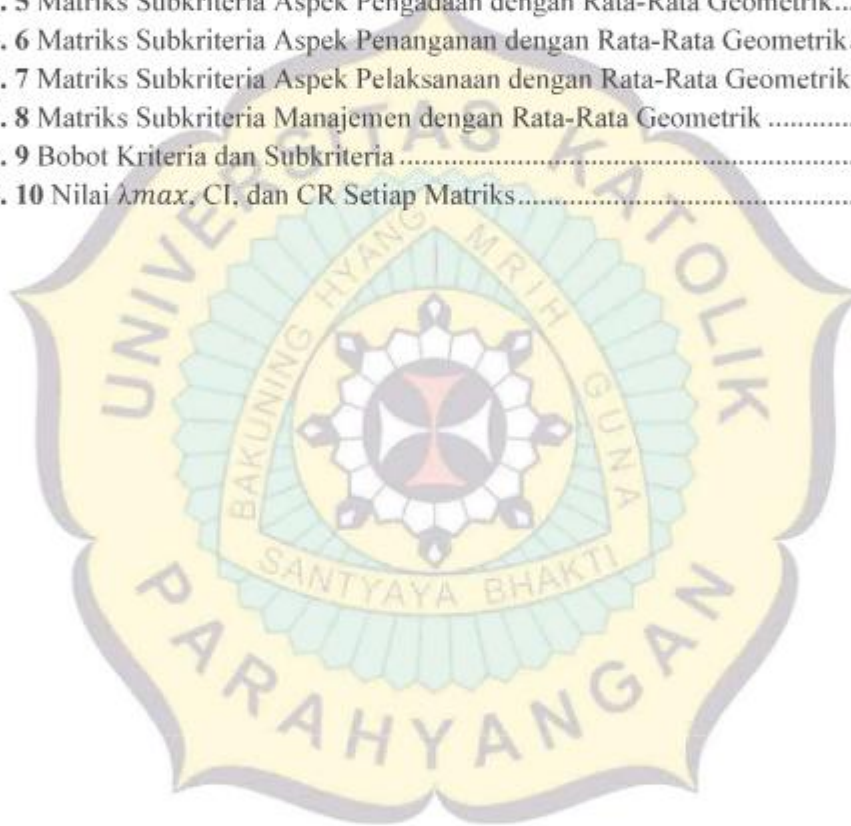 . 5 Matriks Subkriteria Aspek Pengadaan dengan Rata-Rata Geometrik...
. 6 Matriks Subkriteria Aspek Penanganan dengan Rata-Rata Geometrik.
. 7 Matriks Subkriteria Aspek Pelaksanaan dengan Rata-Rata Geometrik
. 8 Matriks Subkriteria Manajemen dengan Rata-Rata Geometrik .............
. 9 Bobot Kriteria dan Subkriteria ......................................................................
. 10 Nilai λmax, CI, dan CR Setiap Matriks....................................................
UNIVERSITAS KATOLIK
BAKUNING HYANG MRIH GUNA
SANTYAYA BHAKTI
PARAHYANGAN